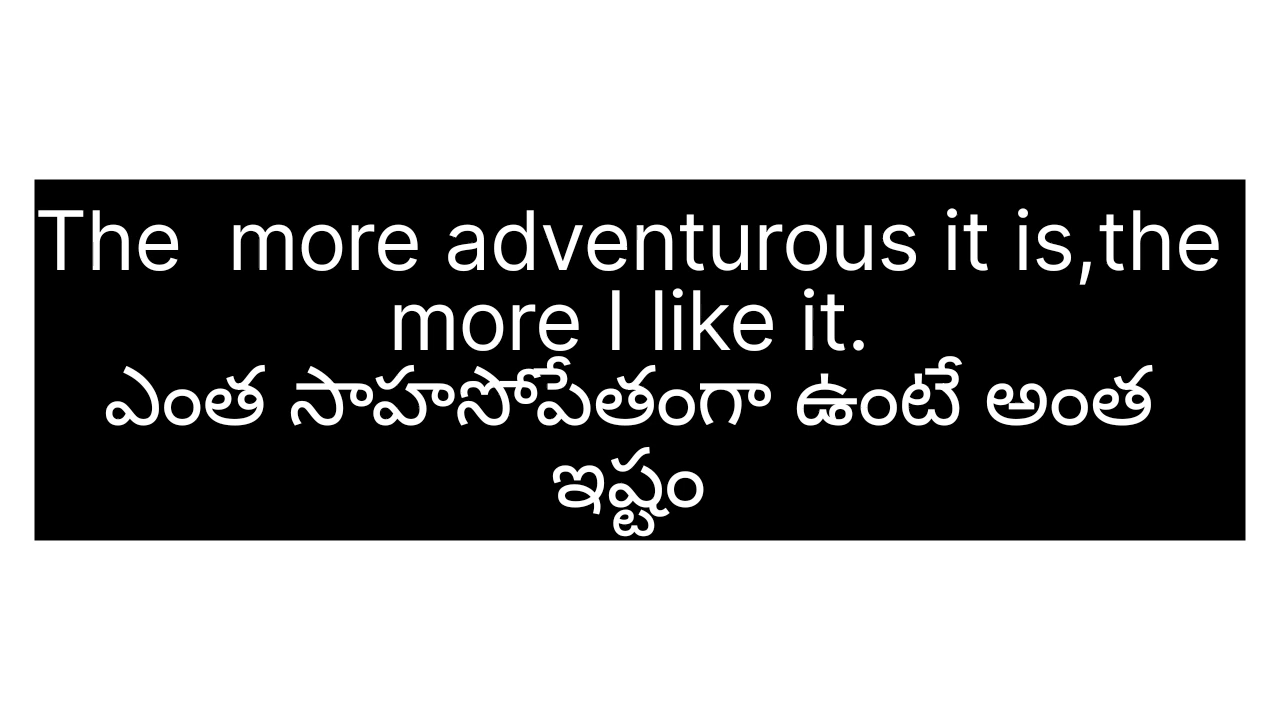 The  more adventurous it is,the
more I like it.
ఎంత సాహసోపేతంగా ఉంటే అంత
ఇష్టం